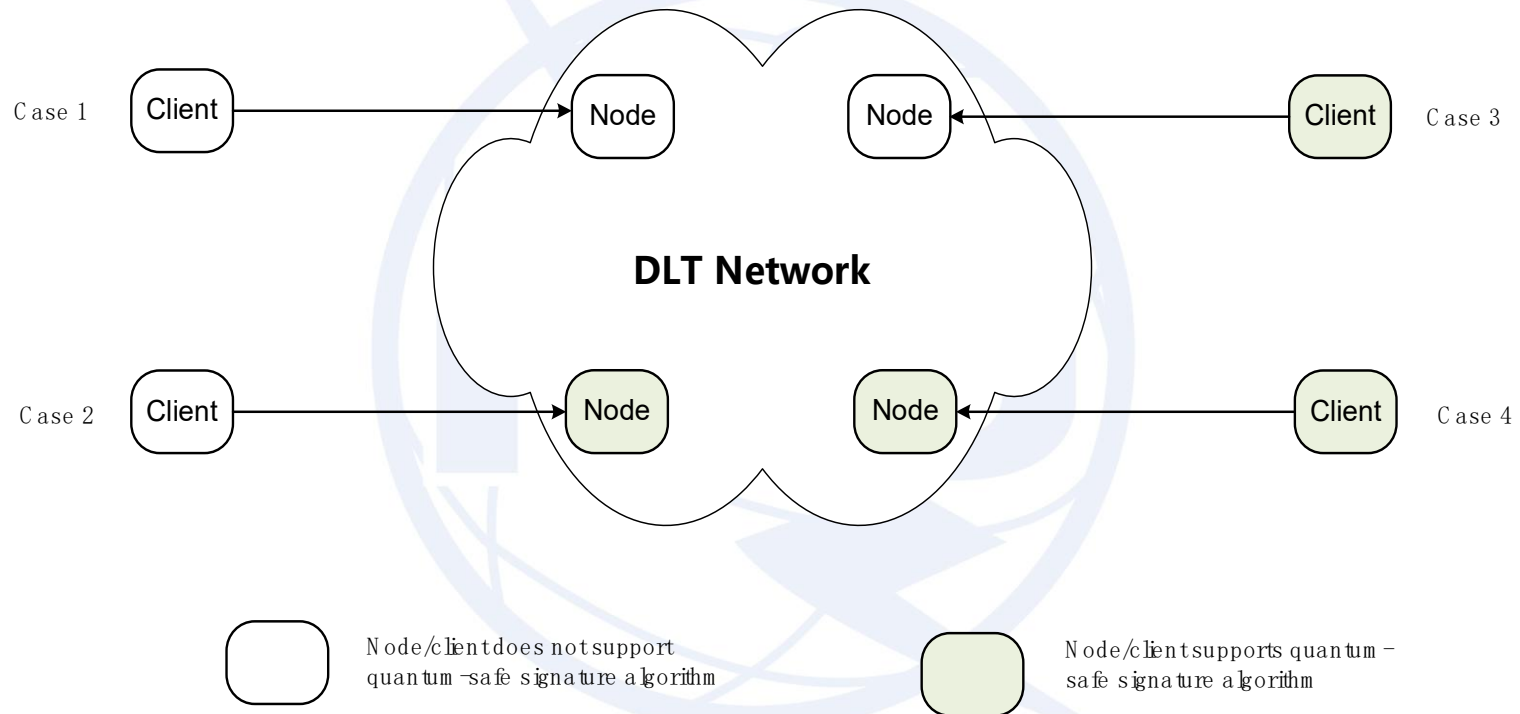 Case 1
Client
Node
Node
Client
Case 3
DLT Network
Case 2
Client
Node
Node
Client
Case 4
Node/client does not support
quantum-safe signature algorithm
Node/client supports quantum-
safe signature algorithm